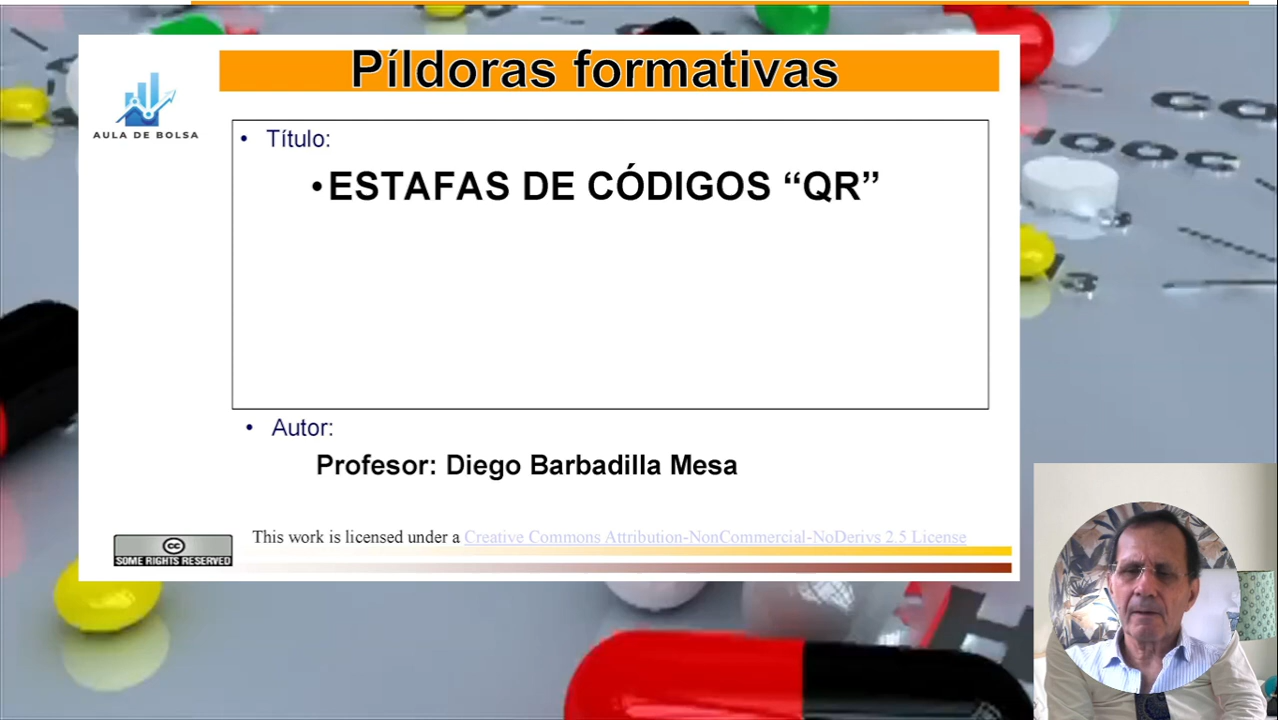 Píldoras formativas
AULA DE BOLSA
• Título:
•ESTAFAS DE CÓDIGOS “QR”
• Autor:
Profesor: Diego Barbadilla Mesa
This work is licensed under a Creative Commons Attribution-NonCommercial-NoDerivs 2.5 License
cc
SOME RIGHTS RESERVED